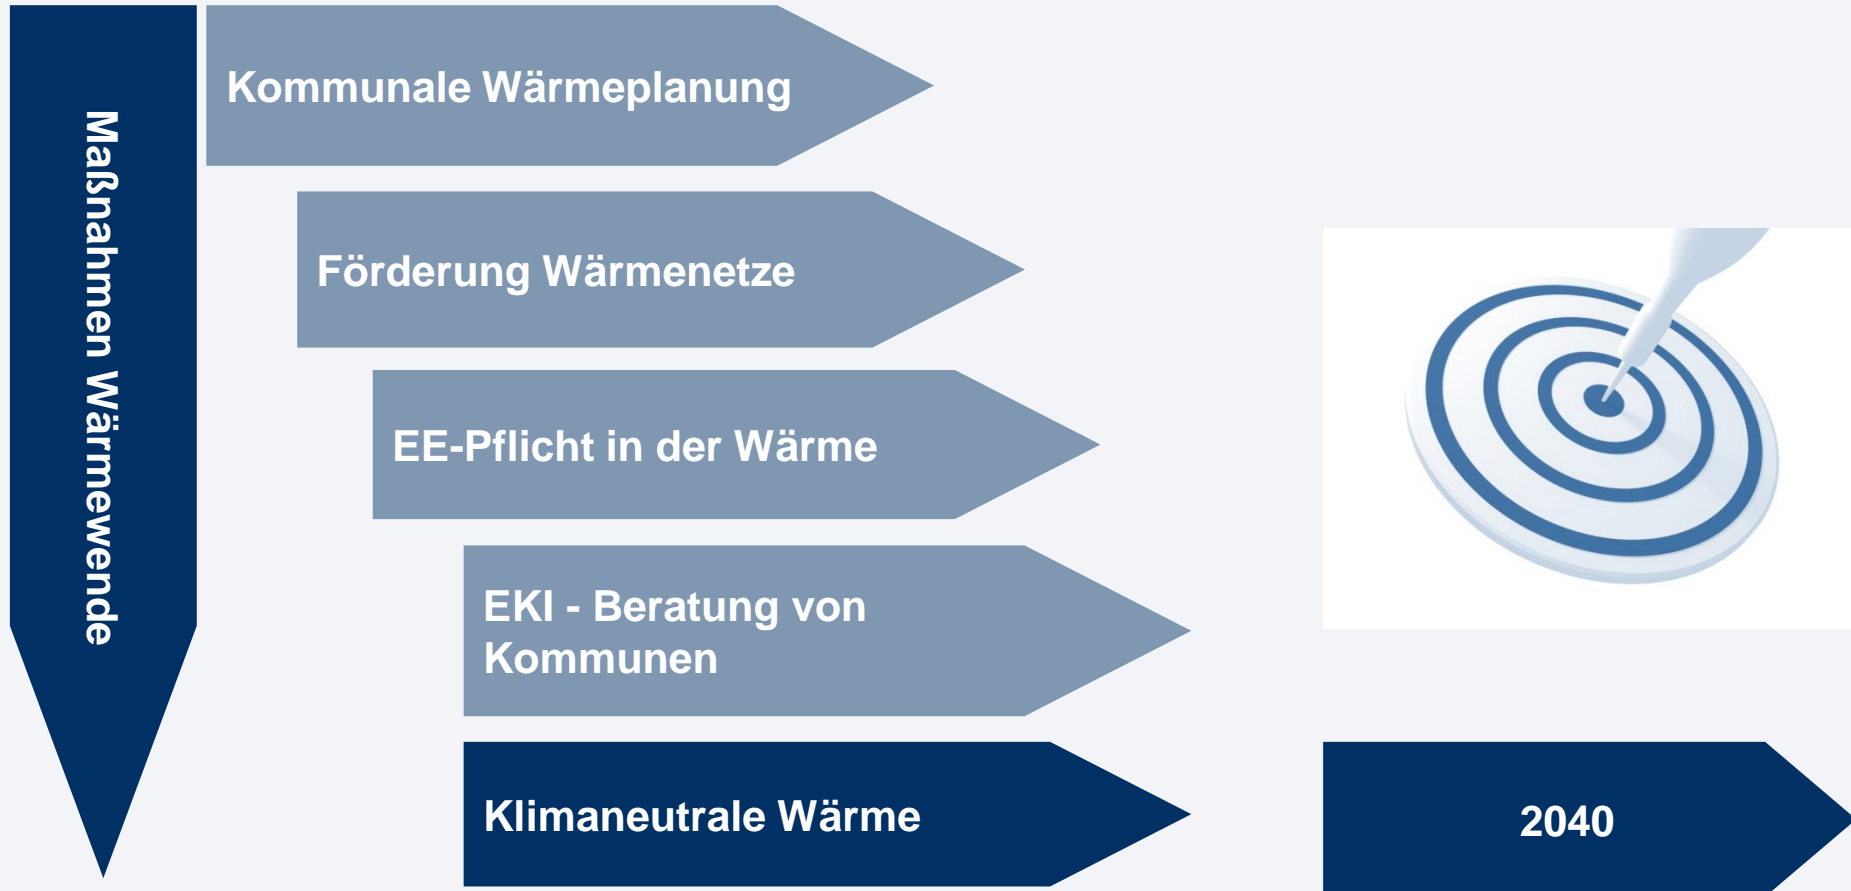 Maßnahmen Wärmewende
Kommunale Wärmeplanung
Förderung Wärmenetze
EE-Pflicht in der Wärme
EKI - Beratung von
Kommunen
Klimaneutrale Wärme
2040